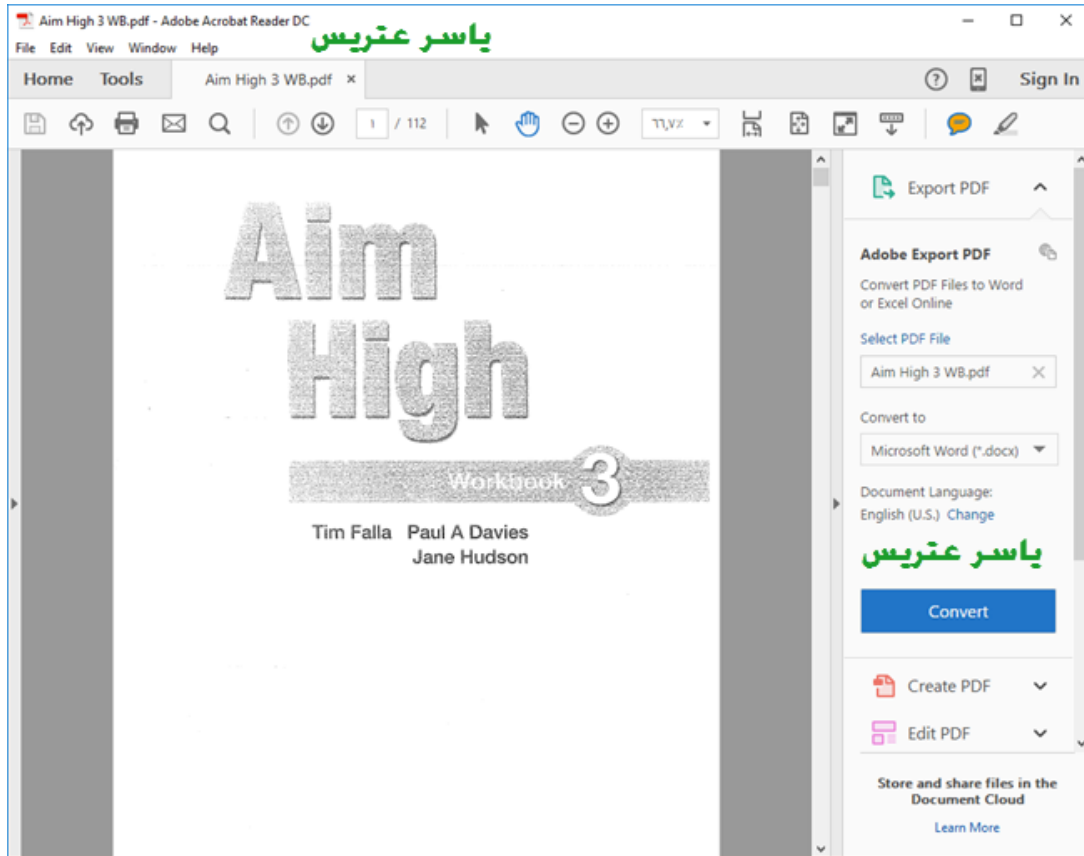 Aim High 3 WB.pdf - Adobe Acrobat Reader DC
ياسر عتريس
File Edit View Window Help
Home Tools Aim High 3 WB.pdf × Sign In
١ / 112 ٦٦,٧٪
Aim
High
Workbook 3
Tim Falla Paul A Davies
Jane Hudson
Export PDF
Adobe Export PDF
Convert PDF Files to Word
or Excel Online
Select PDF File
Aim High 3 WB.pdf
Convert to
Microsoft Word (*.docx)
Document Language:
English (U.S.) Change
ياسر عتريس
Convert
Create PDF
Edit PDF
Store and share files in the
Document Cloud
Learn More